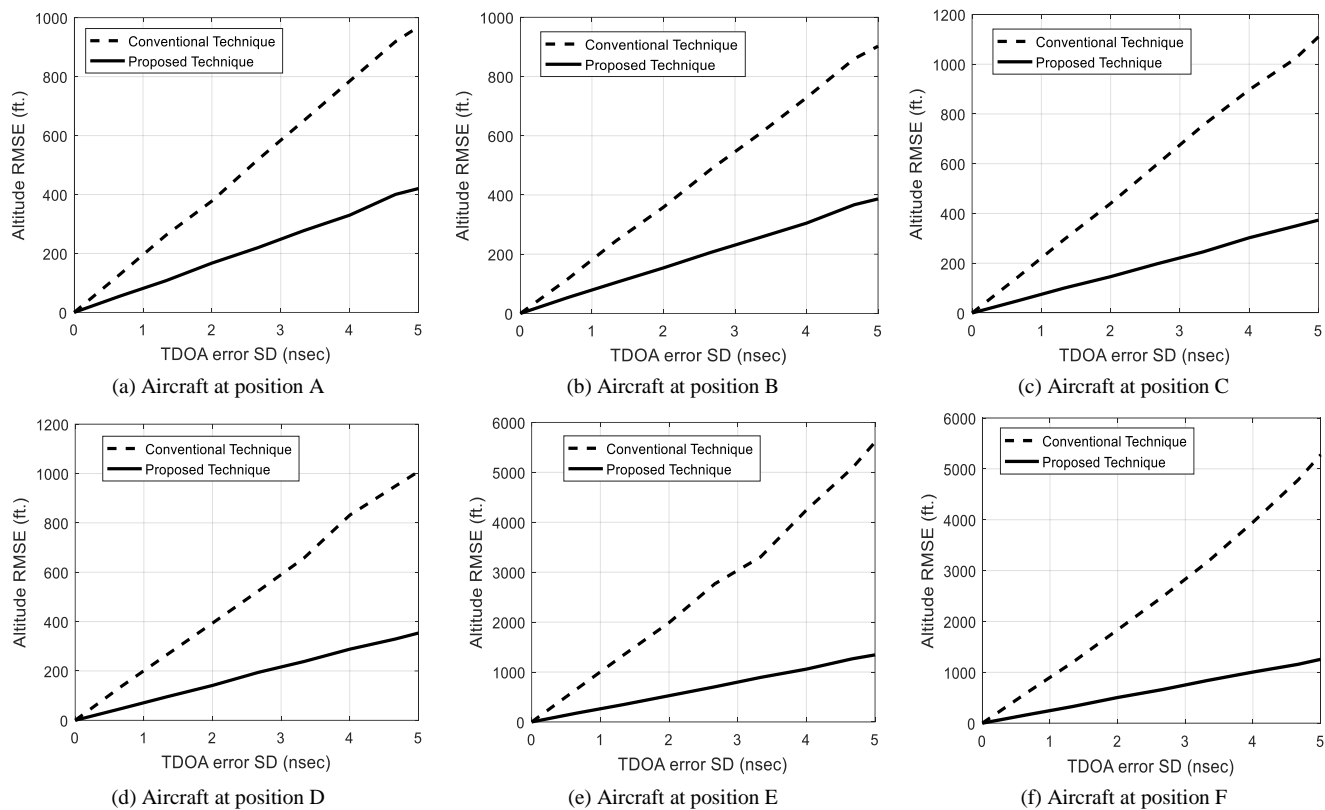 1000
800
600
400
200
0
Altitude RMSE (ft.)
Conventional Technique
Proposed Technique
0 1 2 3 4 5
TDOA error SD (nsec)
(a) Aircraft at position A
1000
800
600
400
200
0
Altitude RMSE (ft.)
Conventional Technique
Proposed Technique
0 1 2 3 4 5
TDOA error SD (nsec)
(b) Aircraft at position B
1200
1000
800
600
400
200
0
Altitude RMSE (ft.)
Conventional Technique
Proposed Technique
0 1 2 3 4 5
TDOA error SD (nsec)
(c) Aircraft at position C
1200
1000
800
600
400
200
0
Altitude RMSE (ft.)
Conventional Technique
Proposed Technique
0 1 2 3 4 5
TDOA error SD (nsec)
(d) Aircraft at position D
6000
5000
4000
3000
2000
1000
0
Altitude RMSE (ft.)
Conventional Technique
Proposed Technique
0 1 2 3 4 5
TDOA error SD (nsec)
(e) Aircraft at position E
6000
5000
4000
3000
2000
1000
0
Altitude RMSE (ft.)
Conventional Technique
Proposed Technique
0 1 2 3 4 5
TDOA error SD (nsec)
(f) Aircraft at position F